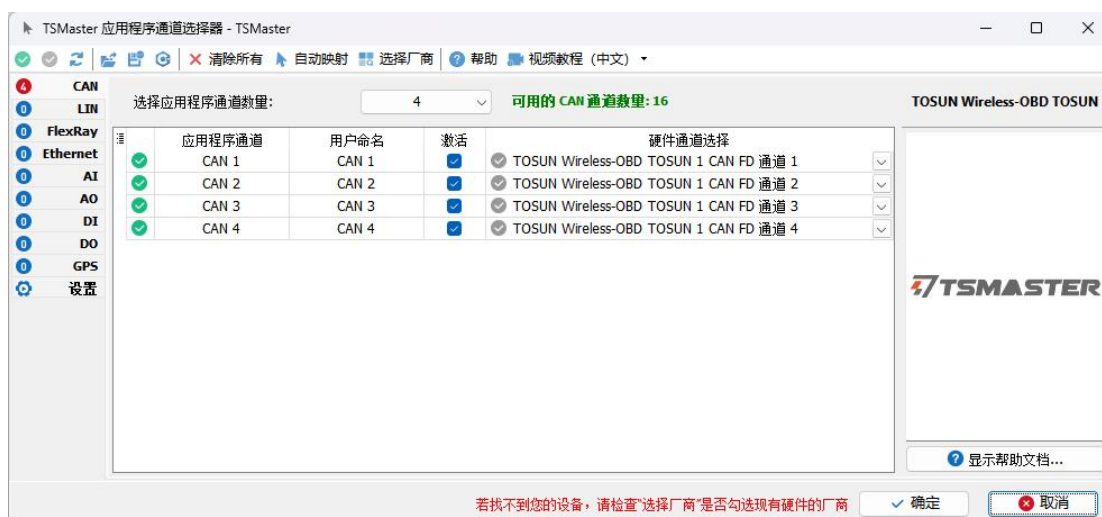 TSMaster 应用程序通道选择器 - TSMaster
清除所有 自动映射 选择厂商 帮助 视频教程 (中文)
4 CAN
0 LIN
0 FlexRay
0 Ethernet
0 AI
0 AO
0 DI
0 DO
0 GPS
设置
选择应用程序通道数量: 4 可用的 CAN 通道数量: 16
应用程序通道 用户命名 激活 硬件通道选择
CAN 1 CAN 1 TOSUN Wireless-OBD TOSUN 1 CAN FD 通道 1
CAN 2 CAN 2 TOSUN Wireless-OBD TOSUN 1 CAN FD 通道 2
CAN 3 CAN 3 TOSUN Wireless-OBD TOSUN 1 CAN FD 通道 3
CAN 4 CAN 4 TOSUN Wireless-OBD TOSUN 1 CAN FD 通道 4
TOSUN Wireless-OBD TOSUN
TSMASTER
显示帮助文档...
若找不到您的设备，请检查"选择厂商"是否勾选现有硬件的厂商 确定 取消